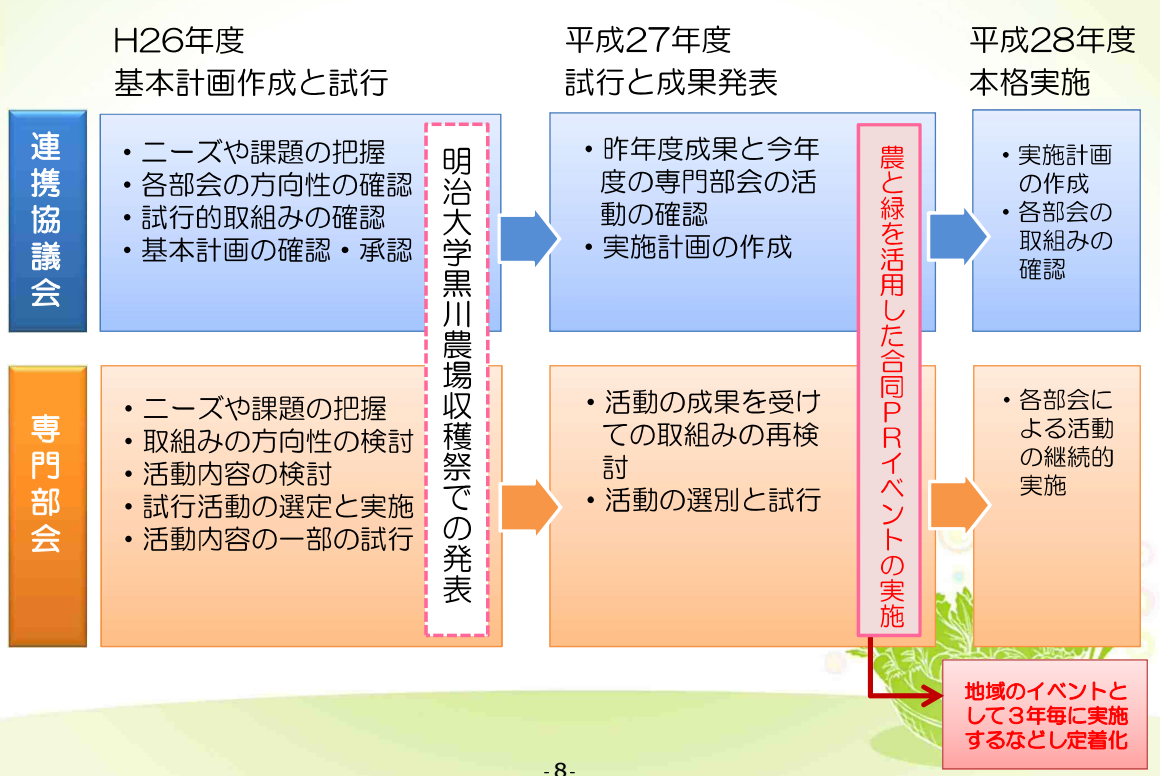 H26年度
基本計画作成と試行
平成27年度
試行と成果発表
平成28年度
本格実施
連携協議会
・ニーズや課題の把握
・各部会の方向性の確認
・試行的取組みの確認
・基本計画の確認・承認
明治大学黒川農場収穫祭での発表
・昨年度成果と今年
度の専門部会の活
動の確認
・実施計画の作成
農と緑を活用した合同PRイベントの実施
・実施計画
の作成
・各部会の
取組みの
確認
専門部会
・ニーズや課題の把握
・取組みの方向性の検討
・活動内容の検討
・試行活動の選定と実施
・活動内容の一部の試行
・活動の成果を受け
ての取組みの再検
討
・活動の選別と試行
・各部会に
よる活動
の継続的
実施
地域のイベントと
して3年毎に実施
するなどし定着化
-8-